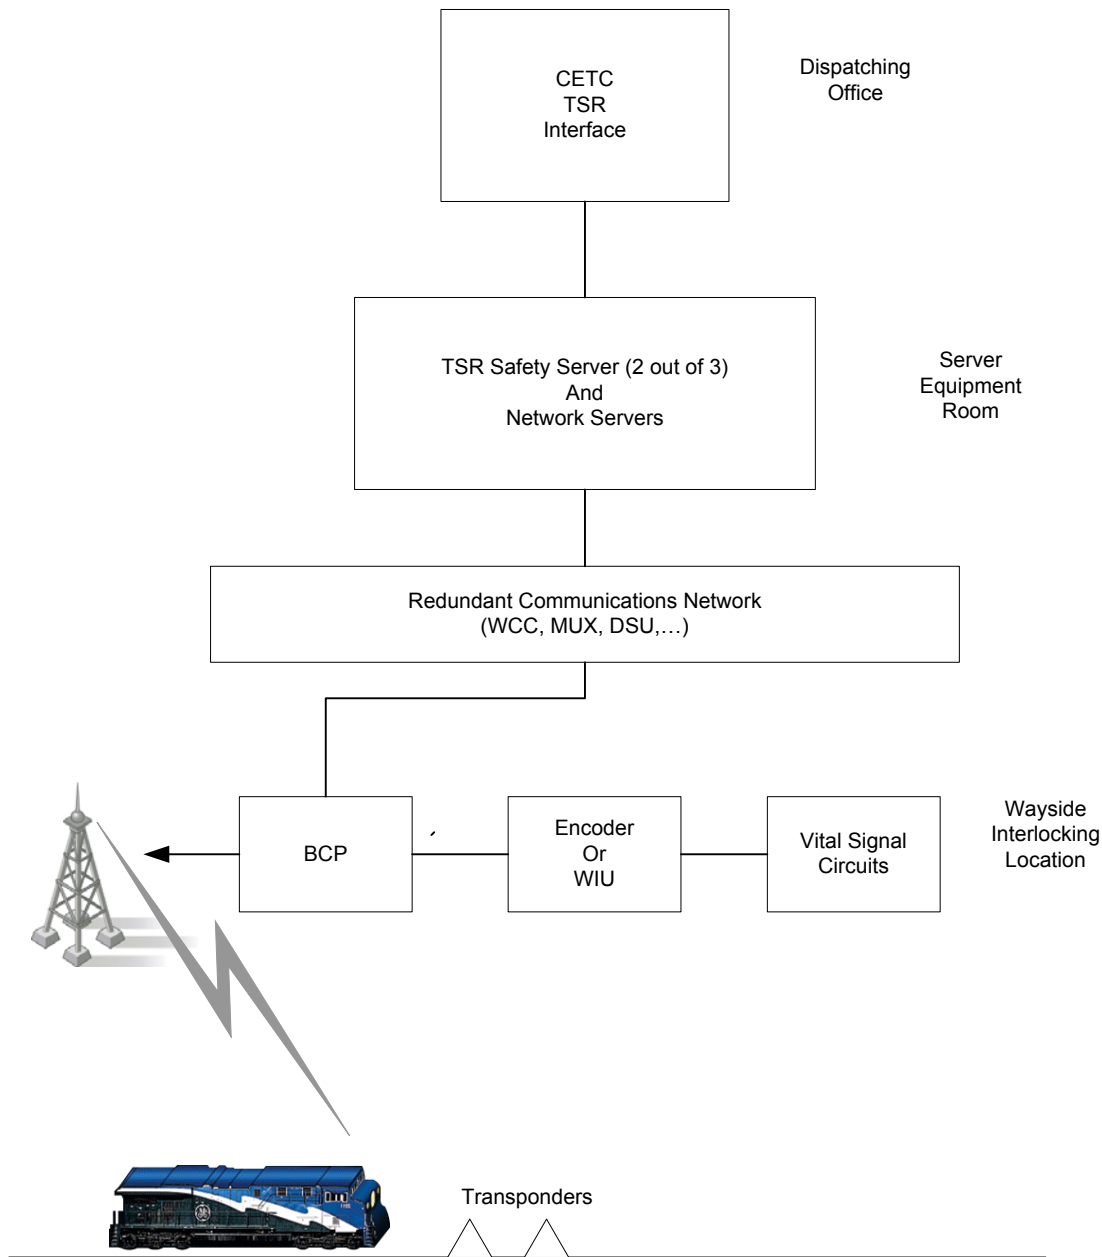 CETC
TSR
Interface
Dispatching
Office
TSR Safety Server (2 out of 3)
And
Network Servers
Server
Equipment
Room
Redundant Communications Network
(WCC, MUX, DSU,…)
BCP
Encoder
Or
WIU
Vital Signal
Circuits
Wayside
Interlocking
Location
Transponders